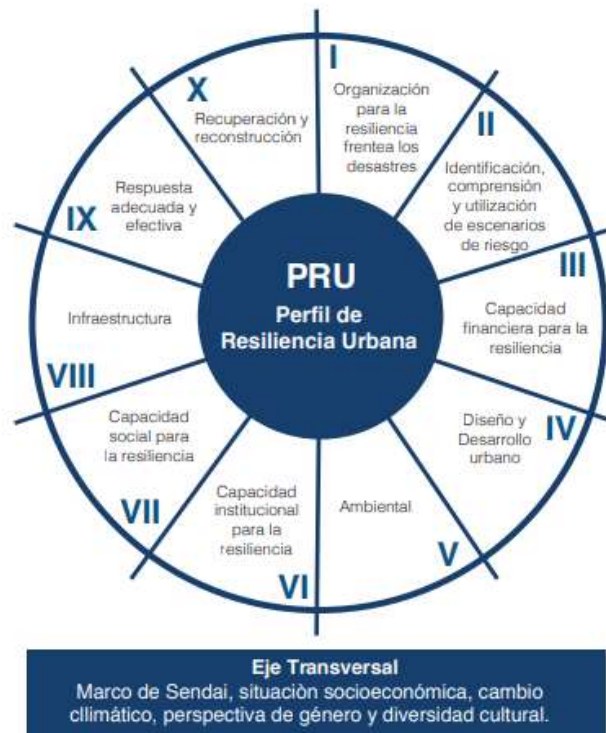 I
Organización
para la
resiliencia
frentea los
desastres
II
Identificación,
comprensión
y utilización
de escenarios
de riesgo
III
Capacidad
financiera para la
resiliencia
IV
Diseño y
Desarrollo
urbano
V
Ambiental
VI
Capacidad
institucional
para la
resiliencia
VII
Capacidad
social para
la resiliencia
VIII
Infraestructura
IX
Respuesta
adecuada y
efectiva
X
Recuperación y
reconstrucción
PRU
Perfil de
Resiliencia Urbana
Eje Transversal
Marco de Sendai, situaciòn socioeconómica, cambio
cllimático, perspectiva de género y diversidad cultural.